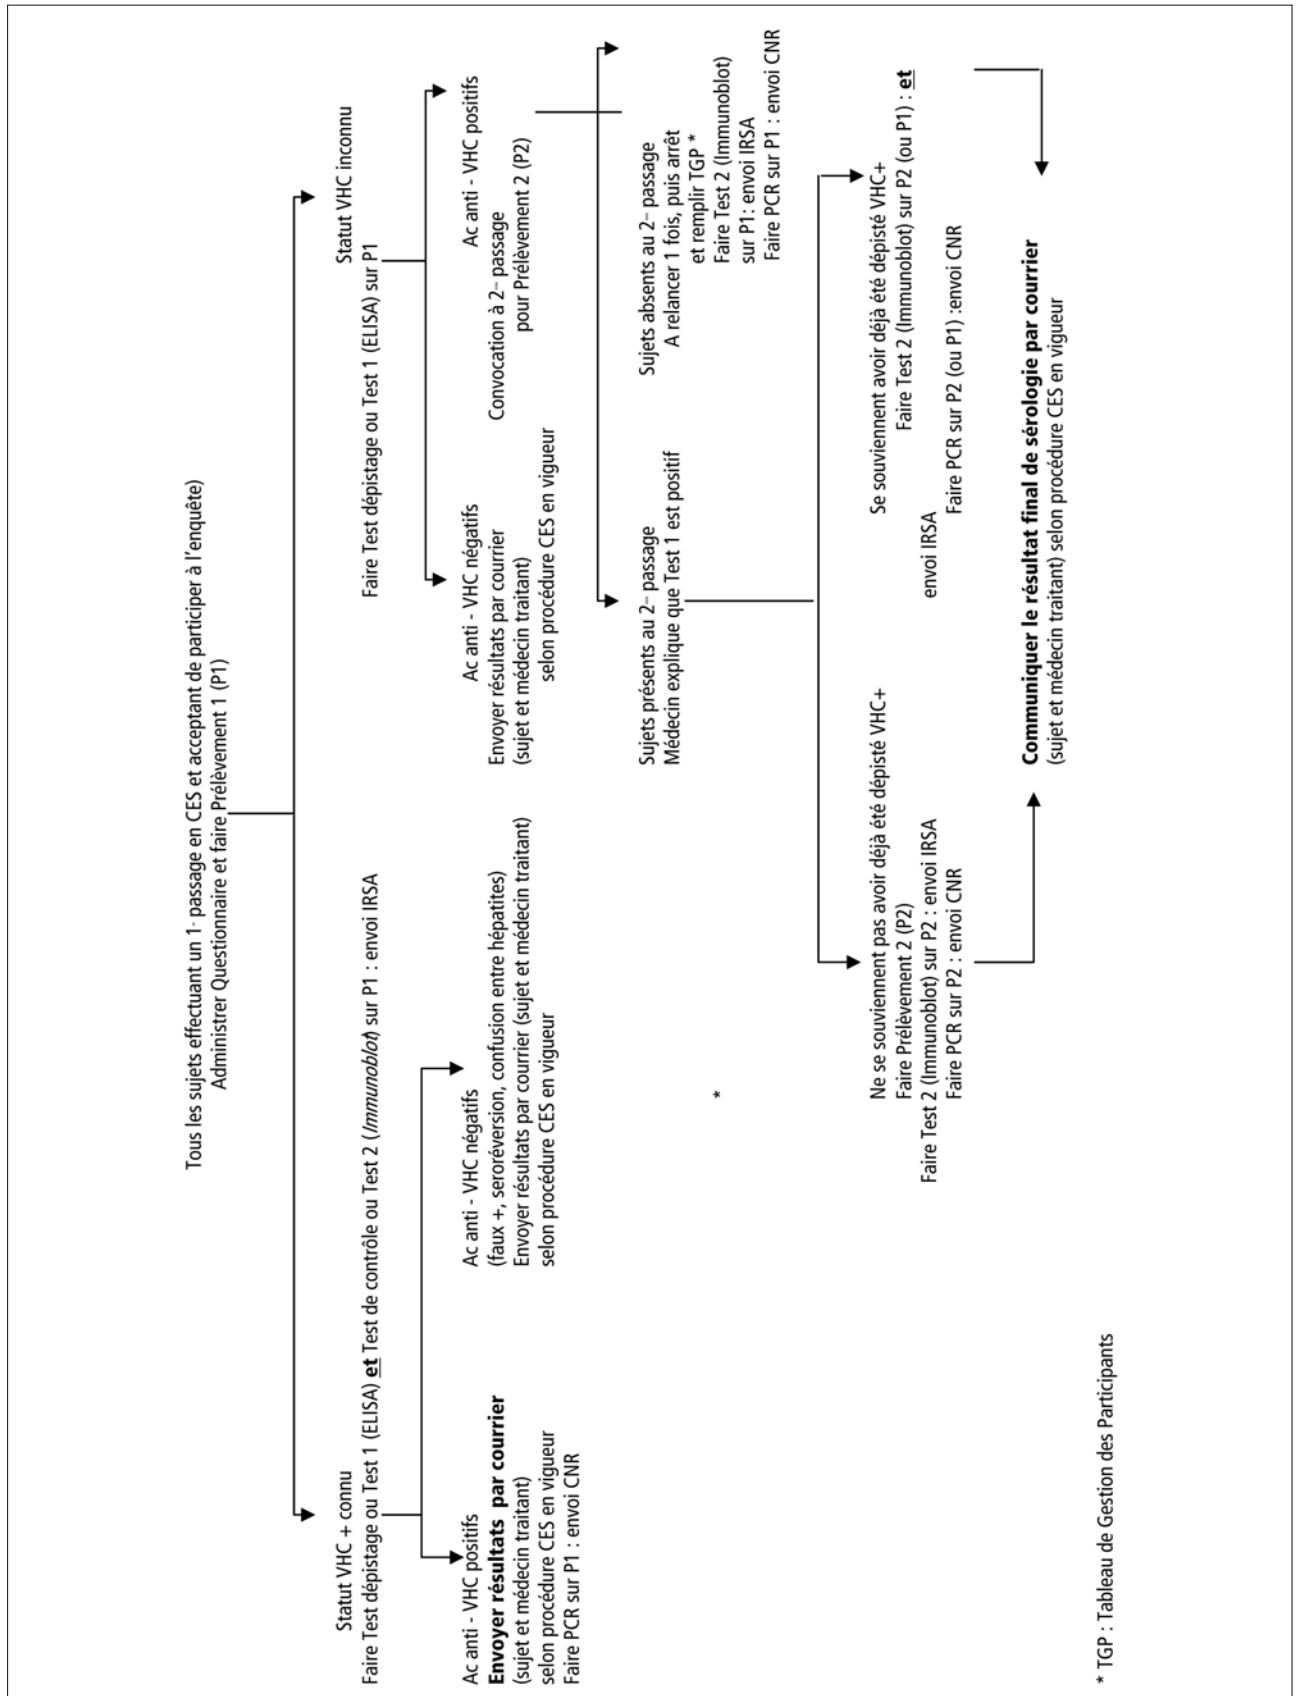 Tous les sujets effectuant un 1- passage en CES et acceptant de participer à l'enquête)
Administrer Questionnaire et faire Prélèvement 1 (P1)
Statut VHC + connu
Faire Test dépistage ou Test 1 (ELISA) et Test de contrôle ou Test 2 (Immunoblot) sur P1 : envoi IRSA
Statut VHC inconnu
Faire Test dépistage ou Test 1 (ELISA) sur P1
Ac anti - VHC positifs
Envoyer résultats par courrier
(sujet et médecin traitant)
selon procédure CES en vigueur
Faire PCR sur P1 : envoi CNR
Ac anti - VHC négatifs
(faux +, seroréversion, confusion entre hépatites)
Envoyer résultats par courrier (sujet et médecin traitant)
selon procédure CES en vigueur
Ac anti - VHC négatifs
Envoyer résultats par courrier
(sujet et médecin traitant)
selon procédure CES en vigueur
Ac anti - VHC positifs
Convocation à 2– passage
pour Prélèvement 2 (P2)
Sujets présents au 2– passage
Médecin explique que Test 1 est positif
Sujets absents au 2– passage
A relancer 1 fois, puis arrêt
et remplir TGP *
Faire Test 2 (Immunoblot)
sur P1: envoi IRSA
Faire PCR sur P1 : envoi CNR
*
Ne se souviennent pas avoir déjà été dépisté VHC+
Faire Prélèvement 2 (P2)
Faire Test 2 (Immunoblot) sur P2 : envoi IRSA
Faire PCR sur P2 : envoi CNR
Se souviennent avoir déjà été dépisté VHC+
Faire Test 2 (Immunoblot) sur P2 (ou P1) : et
envoi IRSA
Faire PCR sur P2 (ou P1) :envoi CNR
Communiquer le résultat final de sérologie par courrier
(sujet et médecin traitant) selon procédure CES en vigueur
* TGP : Tableau de Gestion des Participants